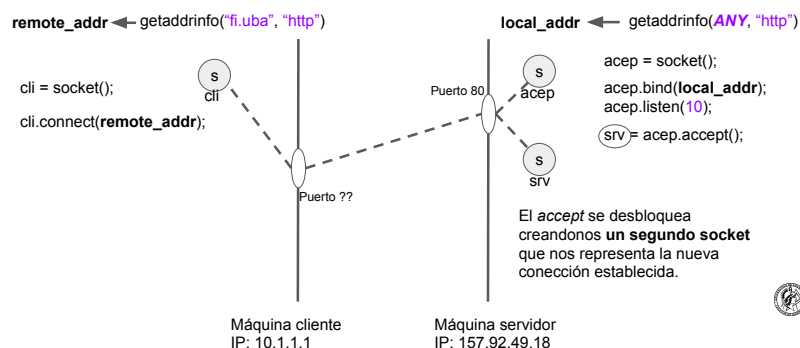 remote_addr getaddrinfo("fi.uba", "http")
local_addr getaddrinfo(ANY, "http")
s
cli
cli = socket();
cli.connect(remote_addr);
Puerto ??
Puerto 80
s
acep
s
srv
acep = socket();
acep.bind(local_addr);
acep.listen(10);
srv = acep.accept();
El accept se desbloquea
creandonos un segundo socket
que nos representa la nueva
conección establecida.
Máquina cliente
IP: 10.1.1.1
Máquina servidor
IP: 157.92.49.18